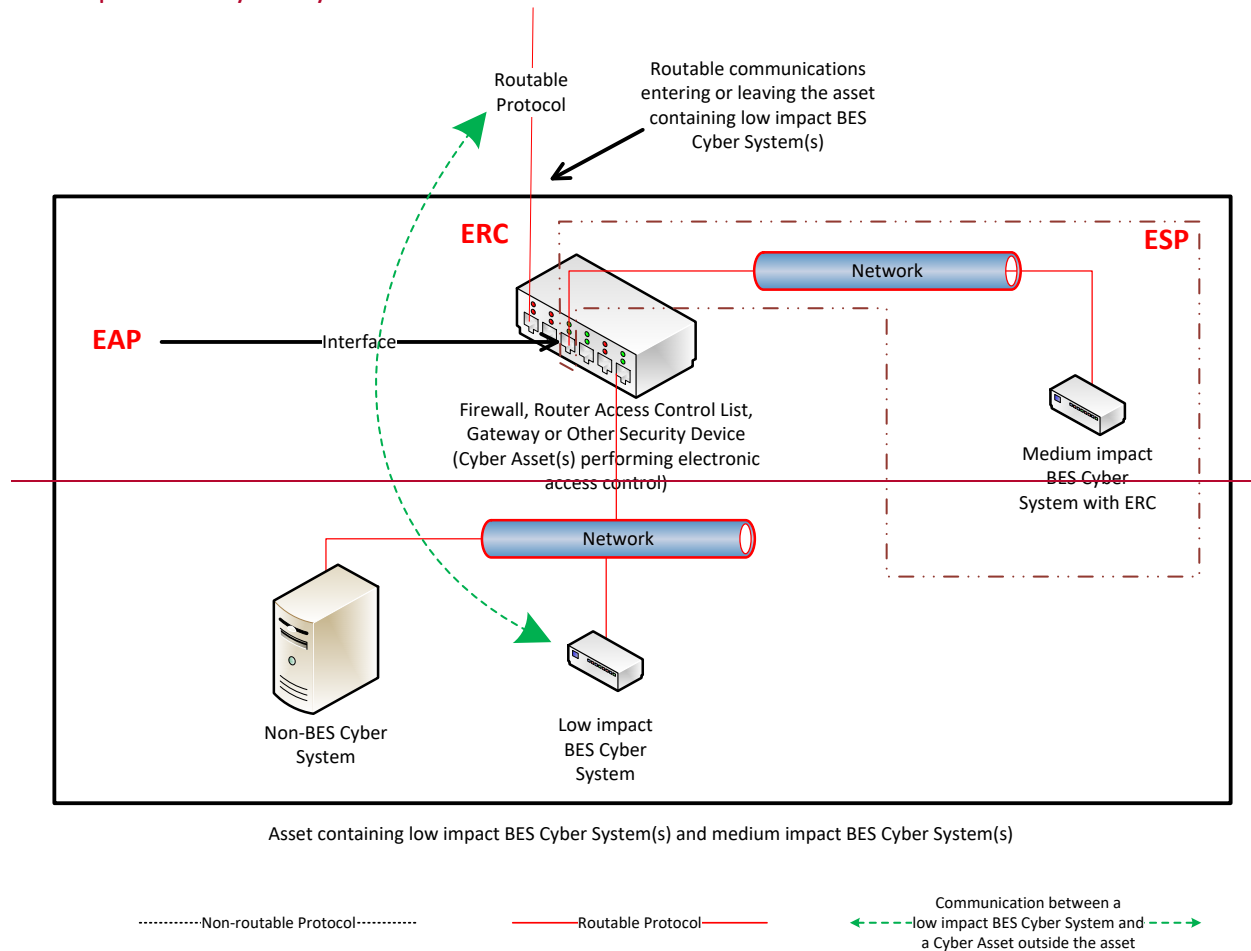 Routable
Protocol
Routable communications
entering or leaving the asset
containing low impact BES
Cyber System(s)
ERC
ESP
Network
EAP
Interface
Firewall, Router Access Control List,
Gateway or Other Security Device
(Cyber Asset(s) performing electronic
access control)
Medium impact
BES Cyber
System with ERC
Network
Non-BES Cyber
System
Low impact
BES Cyber
System
Asset containing low impact BES Cyber System(s) and medium impact BES Cyber System(s)
Non-routable Protocol
Routable Protocol
Communication between a
low impact BES Cyber System and
a Cyber Asset outside the asset